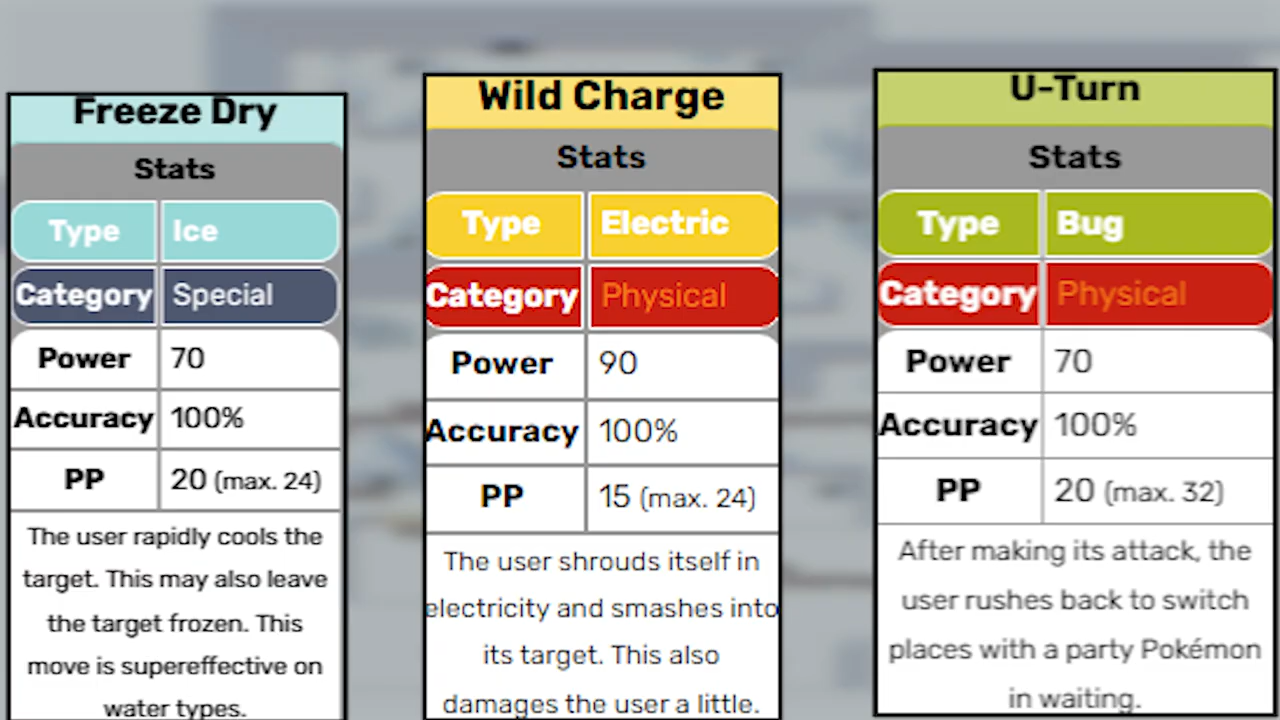 Freeze Dry
Stats
Type Ice
Category Special
Power 70
Accuracy 100%
PP 20 (max. 24)
The user rapidly cools the
target. This may also leave
the target frozen. This
move is supereffective on
water types.
Wild Charge
Stats
Type Electric
Category Physical
Power 90
Accuracy 100%
PP 15 (max. 24)
The user shrouds itself in
electricity and smashes into
its target. This also
damages the user a little.
U-Turn
Stats
Type Bug
Category Physical
Power 70
Accuracy 100%
PP 20 (max. 32)
After making its attack, the
user rushes back to switch
places with a party Pokémon
in waiting.